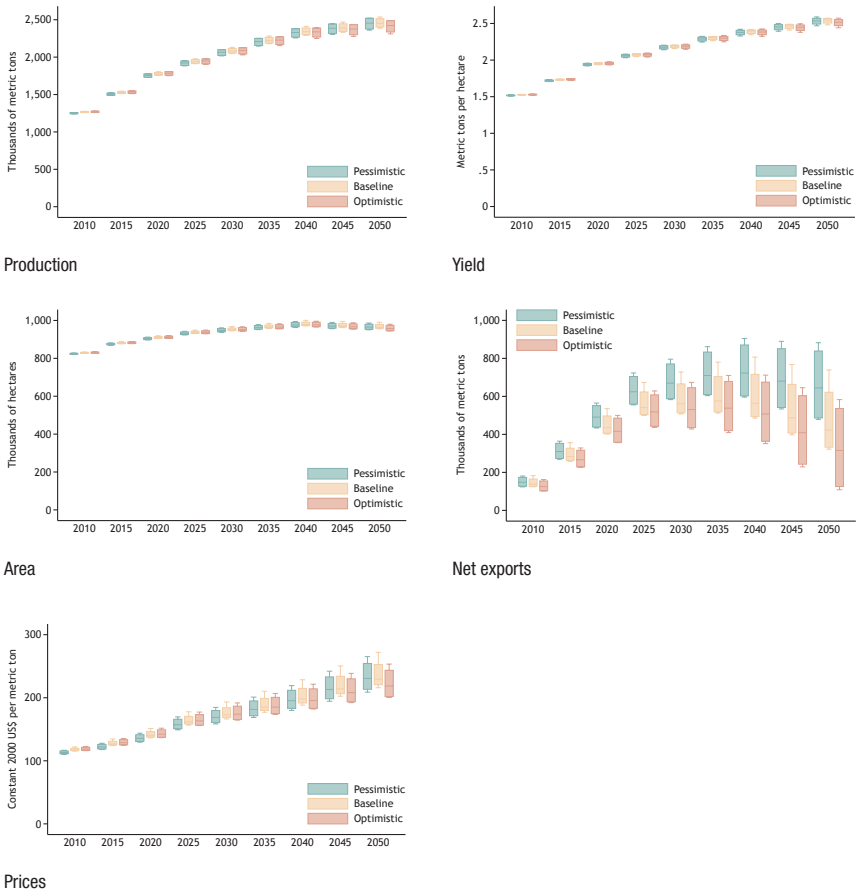 2,500
2,000
1,500
1,000
500
0
Thousands of metric tons
Pessimistic
Baseline
Optimistic
2010 2015 2020 2025 2030 2035 2040 2045 2050
Production
2.5
2
1.5
1
.5
0
Metric tons per hectare
Pessimistic
Baseline
Optimistic
2010 2015 2020 2025 2030 2035 2040 2045 2050
Yield
1,000
800
600
400
200
0
Thousands of hectares
Pessimistic
Baseline
Optimistic
2010 2015 2020 2025 2030 2035 2040 2045 2050
Area
1,000
800
600
400
200
0
Thousands of metric tons
Pessimistic
Baseline
Optimistic
2010 2015 2020 2025 2030 2035 2040 2045 2050
Net exports
300
200
100
0
Constant 2000 US$ per metric ton
Pessimistic
Baseline
Optimistic
2010 2015 2020 2025 2030 2035 2040 2045 2050
Prices